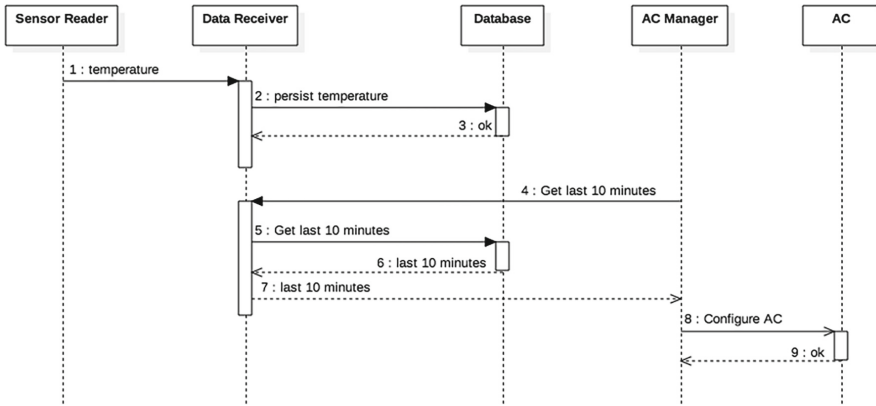 Sensor Reader
Data Receiver
Database
AC Manager
AC
1 : temperature
2 : persist temperature
3 : ok
4 : Get last 10 minutes
5 : Get last 10 minutes
6 : last 10 minutes
7 : last 10 minutes
8 : Configure AC
9 : ok